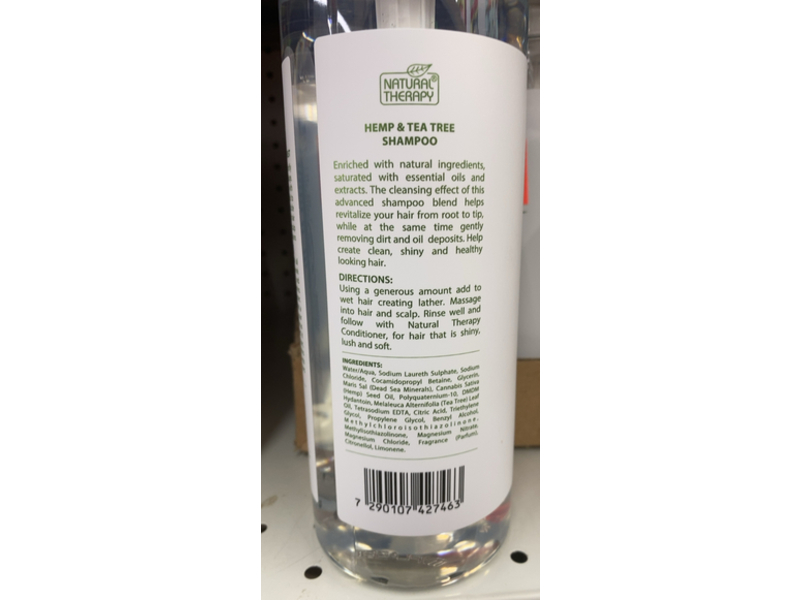 NATURAL®
THERAPY
HEMP & TEA TREE
SHAMPOO
Enriched with natural ingredients,
saturated with essential oils and
extracts. The cleansing effect of this
advanced shampoo blend helps
revitalize your hair from root to tip,
while at the same time gently
removing dirt and oil deposits. Help
create clean, shiny and healthy
looking hair.
DIRECTIONS:
Using a generous amount add to
wet hair creating lather. Massage
into hair and scalp. Rinse well and
follow with Natural Therapy
Conditioner, for hair that is shiny,
lush and soft.
INGREDIENTS:
Water/Aqua, Sodium Laureth Sulphate, Sodium
Chloride, Cocamidopropyl Betaine, Glycerin,
Maris Sal (Dead Sea Minerals), Cannabis Sativa
(Hemp) Seed Oil, Polyquaternium-10, DMDM
Hydantoin, Melaleuca Alternifolia (Tea Tree) Leaf
Oil, Tetrasodium EDTA, Citric Acid, Triethylene
Glycol, Propylene Glycol, Benzyl Alcohol,
Methylchloroisothiazolinone,
Methylisothiazolinone, Magnesium Nitrate,
Magnesium Chloride, Fragrance (Parfum),
Citronellol, Limonene.
7 290107 427463